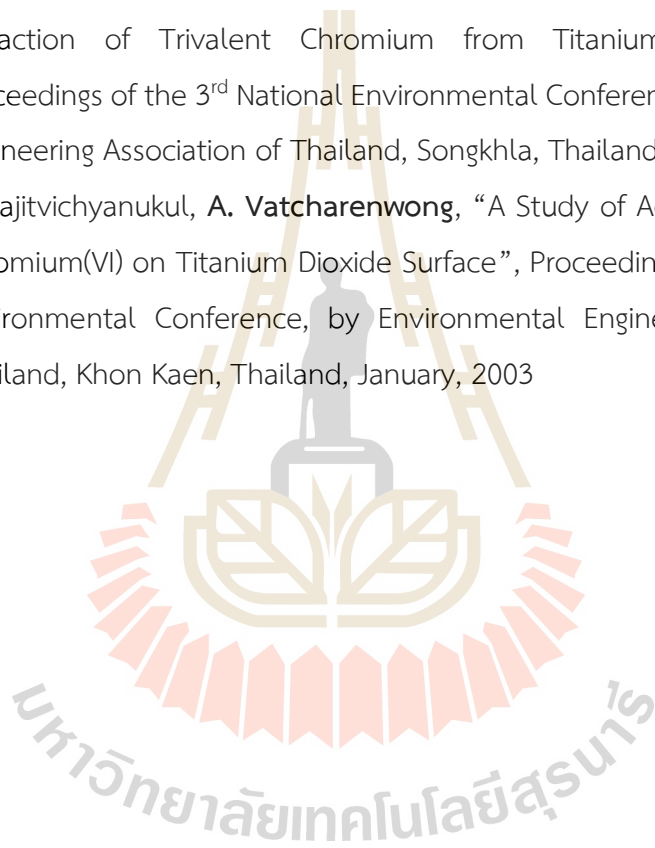 action of Trivalent Chromium from Titanium
ceedings of the 3rd National Environmental Conferen
neering Association of Thailand, Songkhla, Thailand
ajitvichyanukul, A. Vatcharenwong, “A Study of A
omium(VI) on Titanium Dioxide Surface”, Proceedin
ironmental Conference, by Environmental Engine
iland, Khon Kaen, Thailand, January, 2003
มหาวิทยาลัยเทคโนโลยีสุรนารี